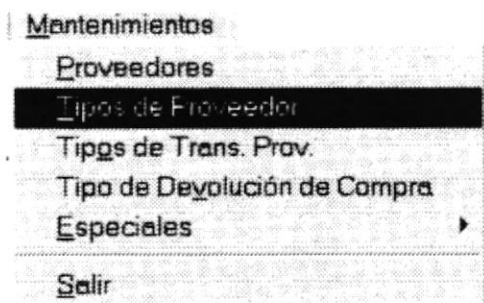 Mantenimientos
Proveedores
Tipos de Proveedor
Tipos de Trans. Prov.
Tipo de Devolución de Compra
Especiales
Salir